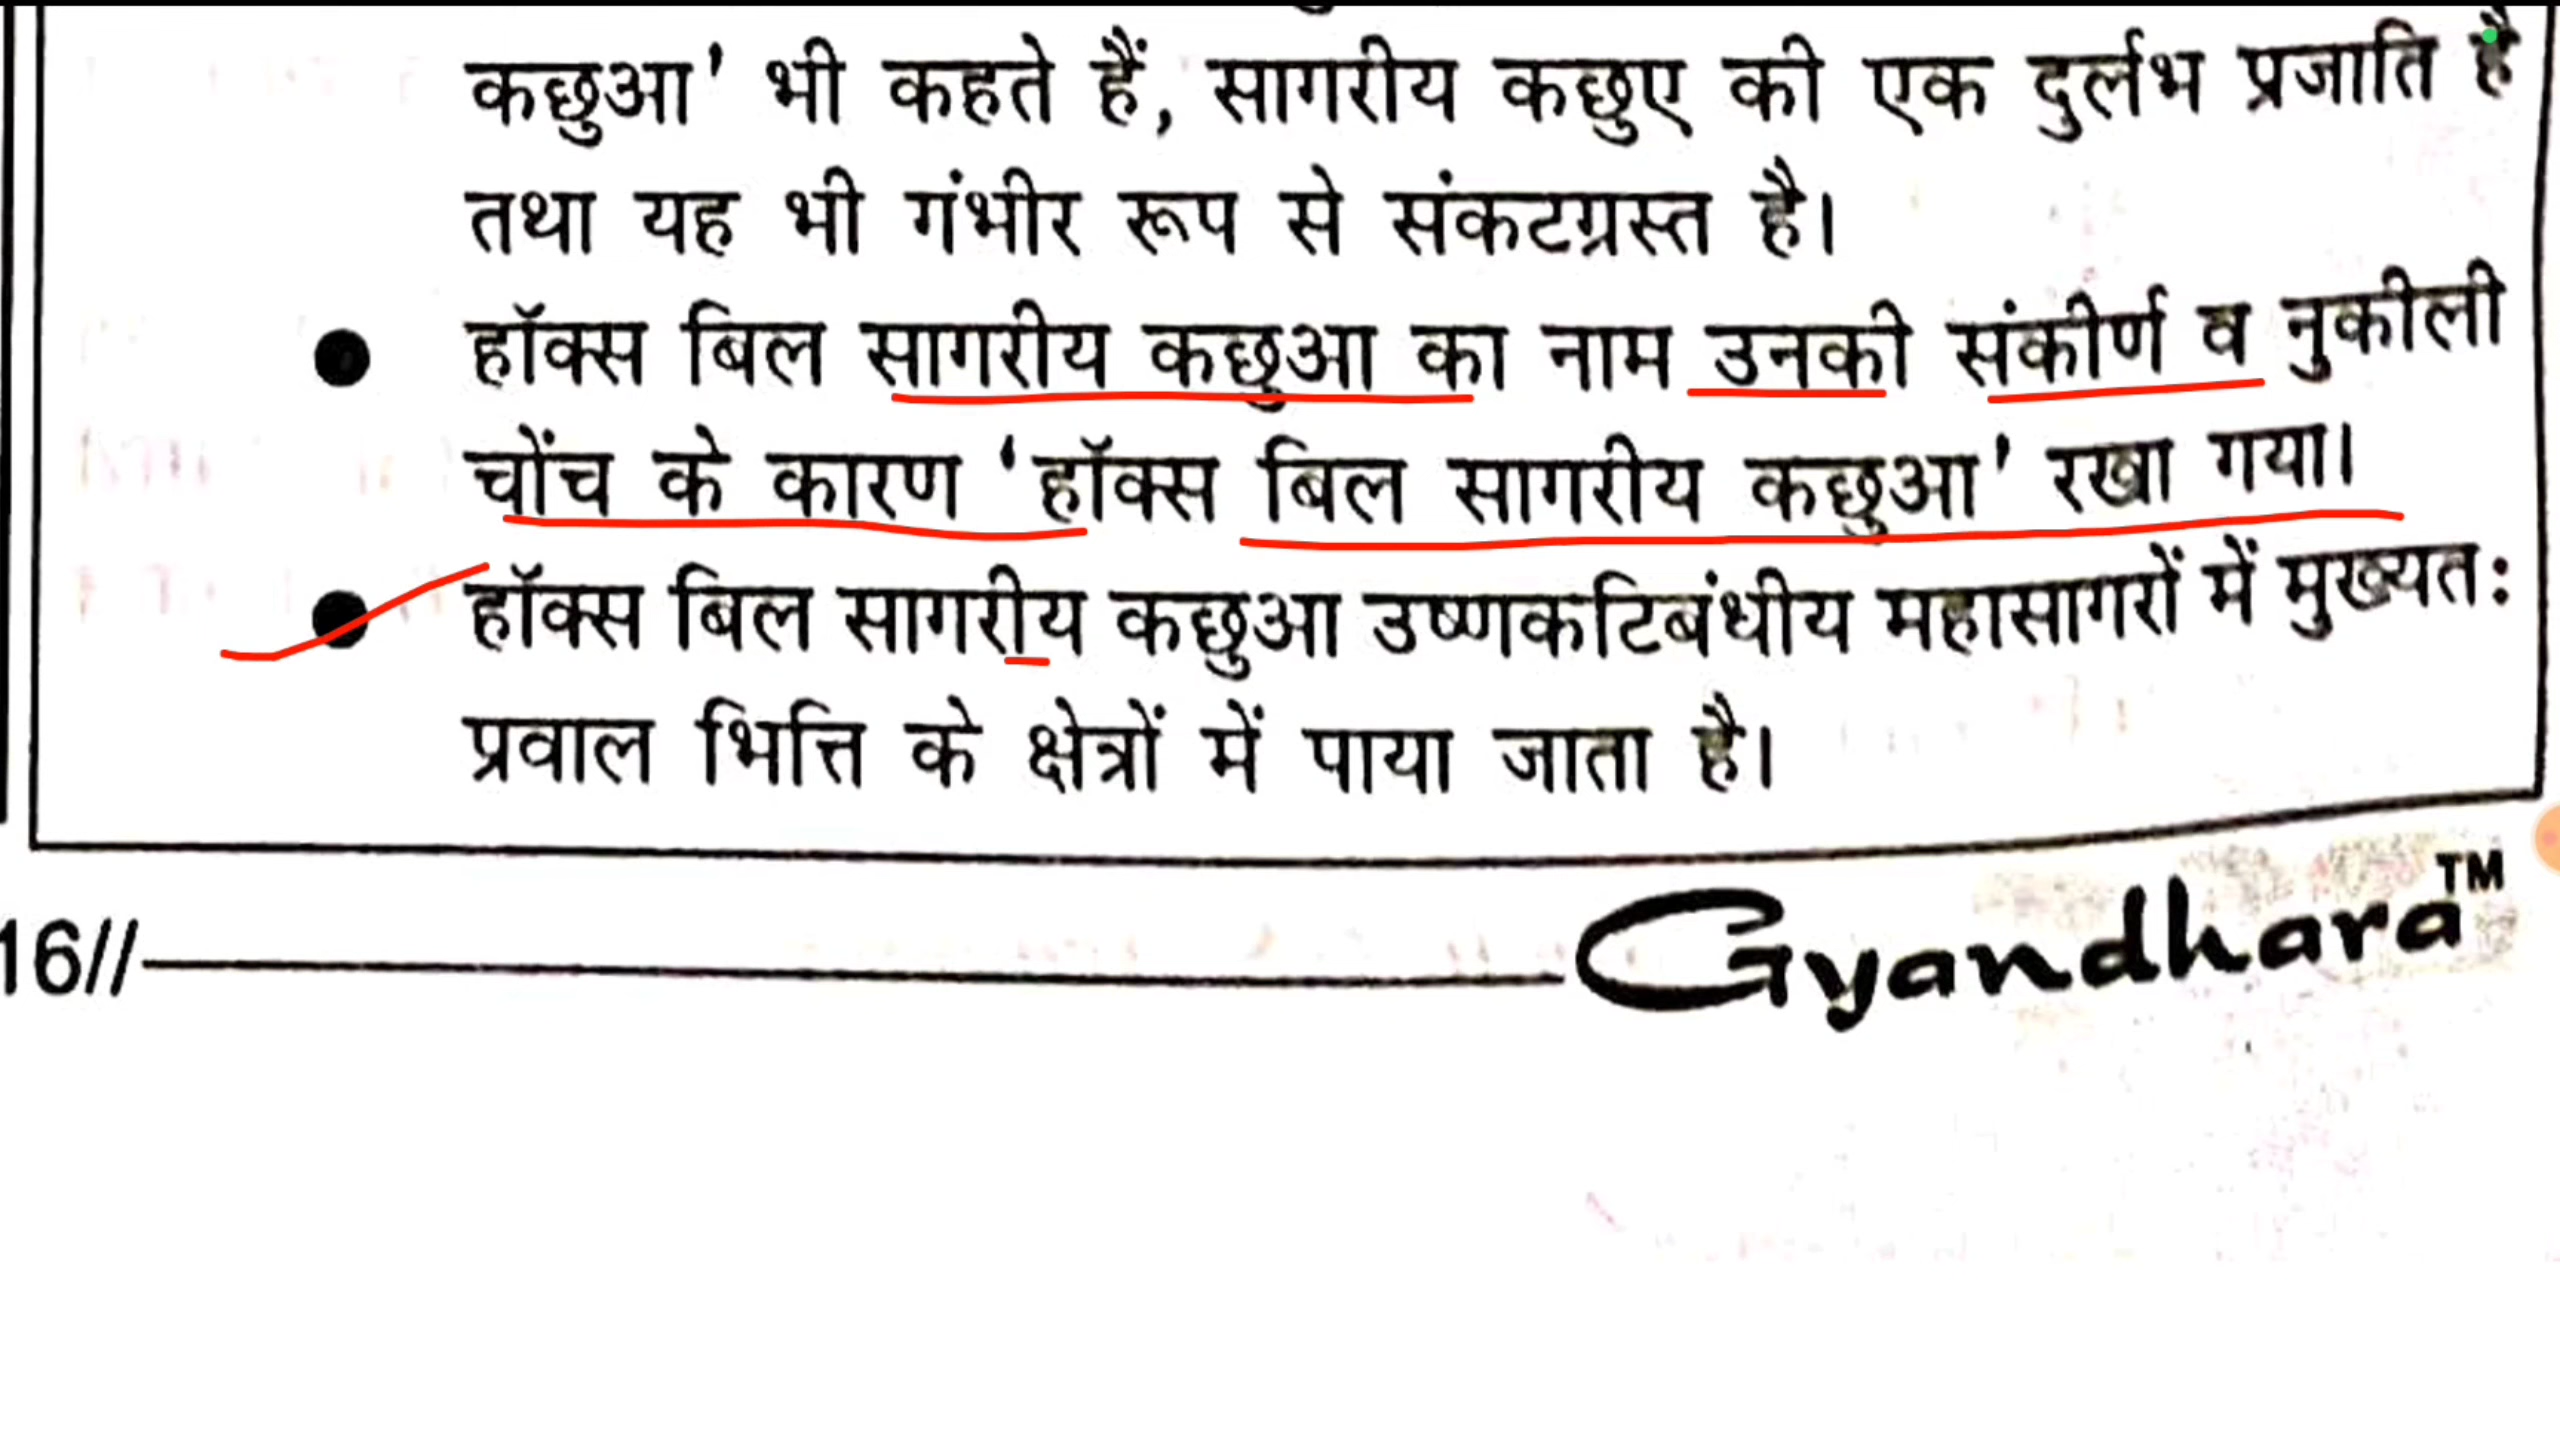 कछुआ' भी कहते हैं, सागरीय कछुए की एक दुर्लभ प्रजाति है
तथा यह भी गंभीर रूप से संकटग्रस्त है।
● हॉक्स बिल सागरीय कछुआ का नाम उनकी संकीर्ण व नुकीली
चोंच के कारण 'हॉक्स बिल सागरीय कछुआ' रखा गया।
● हॉक्स बिल सागरीय कछुआ उष्णकटिबंधीय महासागरों में मुख्यतः
प्रवाल भित्ति के क्षेत्रों में पाया जाता है।
16//
Gyandhara™